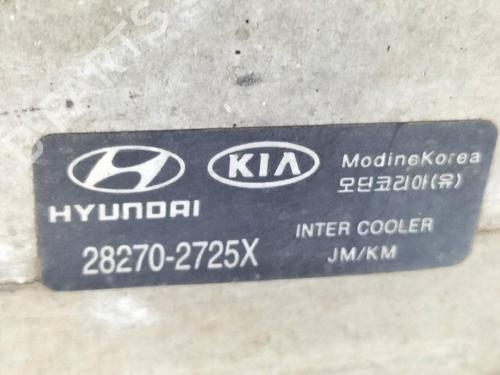 HYUNDAI
KIA
ModineKorea
모딘코리아(유)
28270-2725X
INTER COOLER
JM/KM